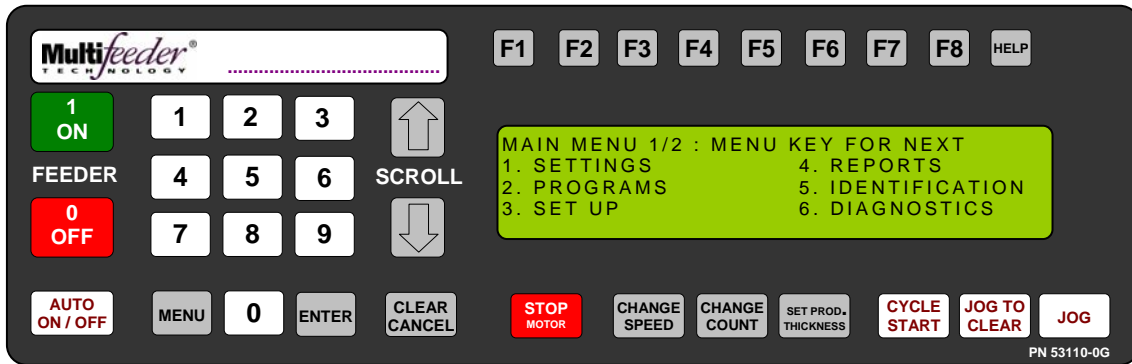 Multifeeder®
TECHNOLOGY
F1 F2 F3 F4 F5 F6 F7 F8 HELP
1
ON
FEEDER
0
OFF
1 2 3
4 5 6
7 8 9
SCROLL
MAIN MENU 1/2 : MENU KEY FOR NEXT
1. SETTINGS 4. REPORTS
2. PROGRAMS 5. IDENTIFICATION
3. SET UP 6. DIAGNOSTICS
AUTO
ON / OFF
MENU
0
ENTER
CLEAR
CANCEL
STOP
MOTOR
CHANGE
SPEED
CHANGE
COUNT
SET PROD.
THICKNESS
CYCLE
START
JOG TO
CLEAR
JOG
PN 53110-0G